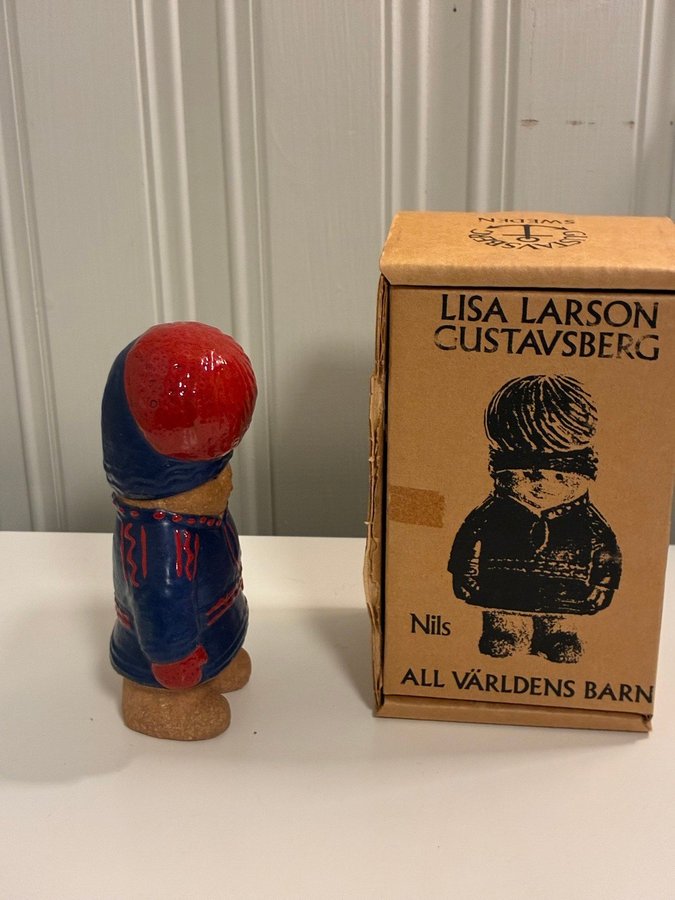 GUSTAVSBERG
SWEDEN
LISA LARSON
GUSTAVSBERG
Nils
ALL VÄRLDENS BARN